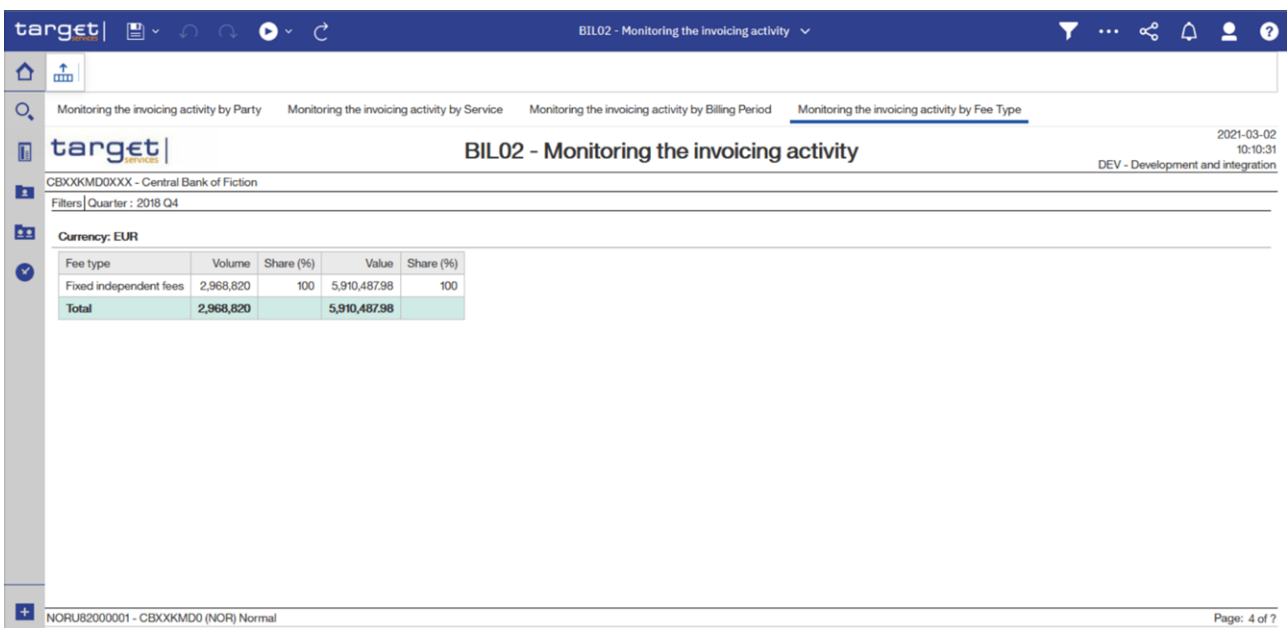 target services
BIL02 - Monitoring the invoicing activity
Monitoring the invoicing activity by Party Monitoring the invoicing activity by Service Monitoring the invoicing activity by Billing Period Monitoring the invoicing activity by Fee Type
target services
BIL02 - Monitoring the invoicing activity
2021-03-02
10:10:31
DEV - Development and integration
CBXXKMD0XXX - Central Bank of Fiction
Filters Quarter : 2018 Q4
Currency: EUR
Fee type Volume Share (%) Value Share (%)
Fixed independent fees 2,968,820 100 5,910,487.98 100
Total 2,968,820 5,910,487.98
NORU82000001 - CBXXKMD0 (NOR) Normal Page: 4 of ?